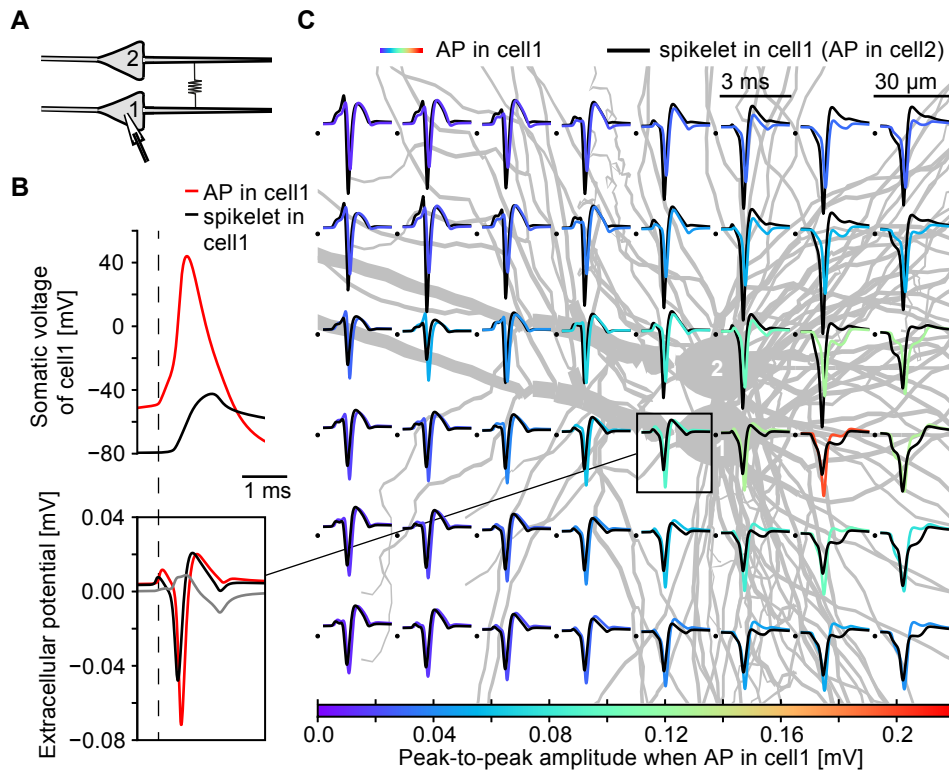 A
2
1
B
AP in cell1
spikelet in
cell1
Somatic voltage
of cell1 [mV]
40
0
−40
−80
1 ms
Extracellular potential [mV]
0.04
0.00
−0.04
−0.08
C
AP in cell1
spikelet in cell1 (AP in cell2)
3 ms
30 µm
2
1
0.0
0.04
0.08
0.12
0.16
0.2
Peak-to-peak amplitude when AP in cell1 [mV]